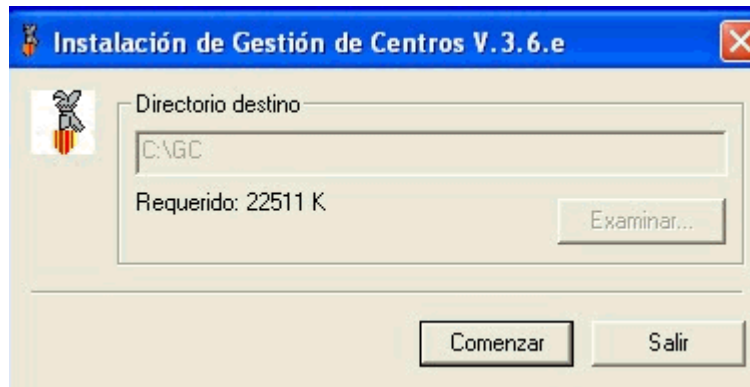 Instalación de Gestión de Centros V.3.6.e
Directorio destino
C:\GC
Requerido: 22511 K
Examinar...
Comenzar
Salir